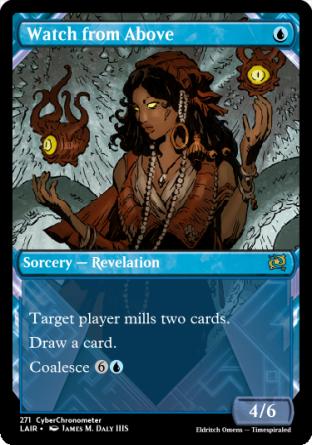 Watch from Above
Sorcery — Revelation
Target player mills two cards.
Draw a card.
Coalesce 6
4/6
271 CyberChronometer
LAIR • James M. Daly IIIS
Eldritch Omens — Timespiraled